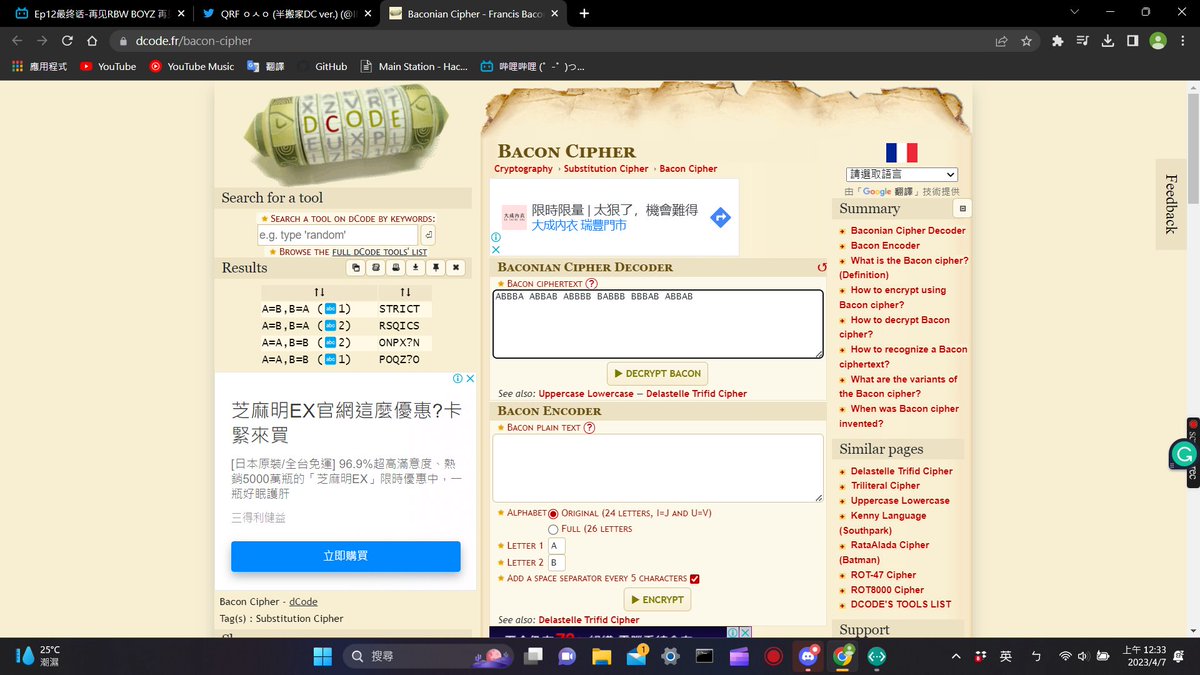 Ep12最終话-再见RBW BOYZ 再
QRF ㅇㅅㅇ (半搬家DC ver.) (@I
Baconian Cipher - Francis Baco
dcode.fr/bacon-cipher
應用程式 YouTube YouTube Music 翻譯 GitHub Main Station - Hac... 哔哩哔哩 (゜-゜)つ...
XZVRT
DCODE
BACON CIPHER
Cryptography › Substitution Cipher › Bacon Cipher
請選取語言
由「Google 翻譯」技術提供
Search for a tool
SEARCH A TOOL ON DCODE BY KEYWORDS:
e.g. type 'random'
BROWSE THE FULL DCODE TOOLS' LIST
Results
↑↓ ↑↓
A=B,B=A (abc 1) STRICT
A=B,B=A (abc 2) RSQICS
A=A,B=B (abc 2) ONPX?N
A=A,B=B (abc 1) POQZ?O
芝麻明EX官網這麼優惠?卡
緊來買
[日本原裝/全台免運] 96.9%超高滿意度、熱
銷5000萬瓶的「芝麻明EX」限時優惠中，一
瓶好眠護肝
三得利健益
立即購買
Bacon Cipher - dCode
Tag(s) : Substitution Cipher
限時限量 | 太狠了，機會難得
大成內衣 瑞豐門市
大成內衣
BACONIAN CIPHER DECODER
BACON CIPHERTEXT ?
ABBBA ABBAB ABBBB BABBB BBBAB ABBAB
DECRYPT BACON
See also: Uppercase Lowercase – Delastelle Trifid Cipher
BACON ENCODER
BACON PLAIN TEXT ?
ALPHABET ORIGINAL (24 LETTERS, I=J AND U=V)
FULL (26 LETTERS
LETTER 1 A
LETTER 2 B
ADD A SPACE SEPARATOR EVERY 5 CHARACTERS
ENCRYPT
See also: Delastelle Trifid Cipher
Summary
Baconian Cipher Decoder
Bacon Encoder
What is the Bacon cipher?
(Definition)
How to encrypt using
Bacon cipher?
How to decrypt Bacon
cipher?
How to recognize a Bacon
ciphertext?
What are the variants of
the Bacon cipher?
When was Bacon cipher
invented?
Similar pages
Delastelle Trifid Cipher
Triliteral Cipher
Uppercase Lowercase
Kenny Language
(Southpark)
RataAlada Cipher
(Batman)
ROT-47 Cipher
ROT8000 Cipher
DCODE'S TOOLS LIST
Support
Feedback
25°C
潮濕
搜尋
英
ㄅ
上午 12:33
2023/4/7